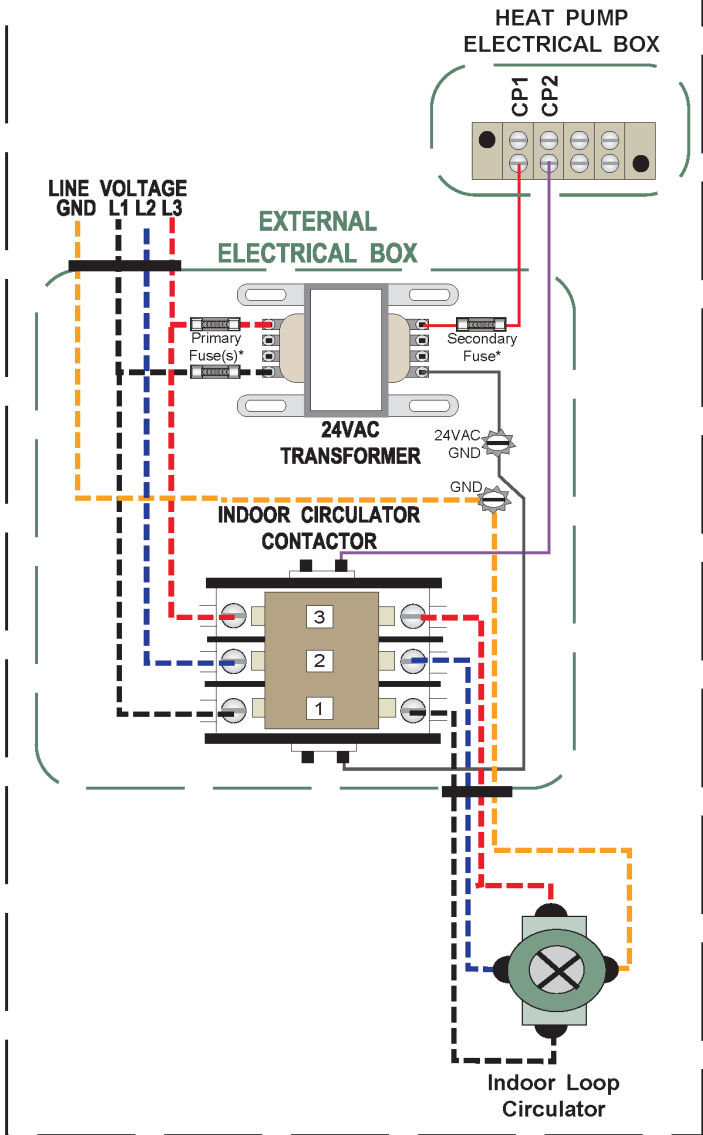 HEAT PUMP
ELECTRICAL BOX
CP1
CP2
LINE VOLTAGE
GND L1 L2 L3
EXTERNAL
ELECTRICAL BOX
Primary
Fuse(s)*
Secondary
Fuse*
24VAC
TRANSFORMER
24VAC
GND
GND
INDOOR CIRCULATOR
CONTACTOR
3
2
1
Indoor Loop
Circulator